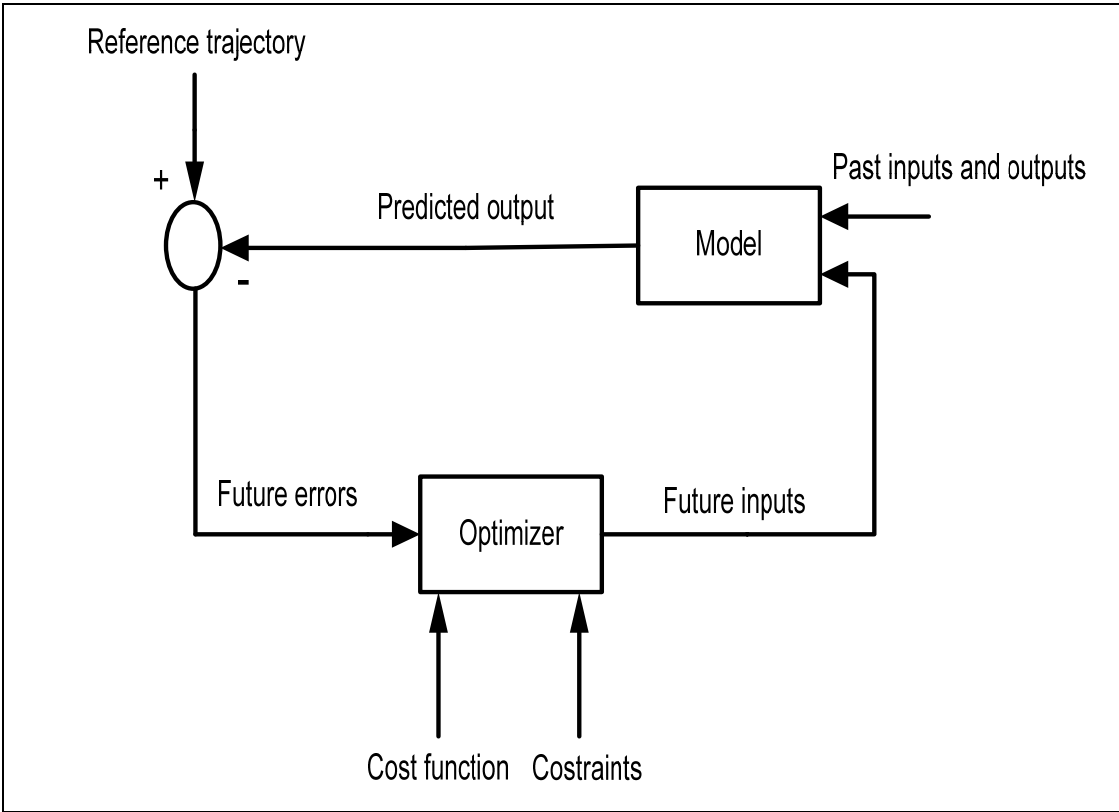 Reference trajectory
+
Past inputs and outputs
Predicted output
Model
-
Future errors
Optimizer
Future inputs
Cost function
Costraints